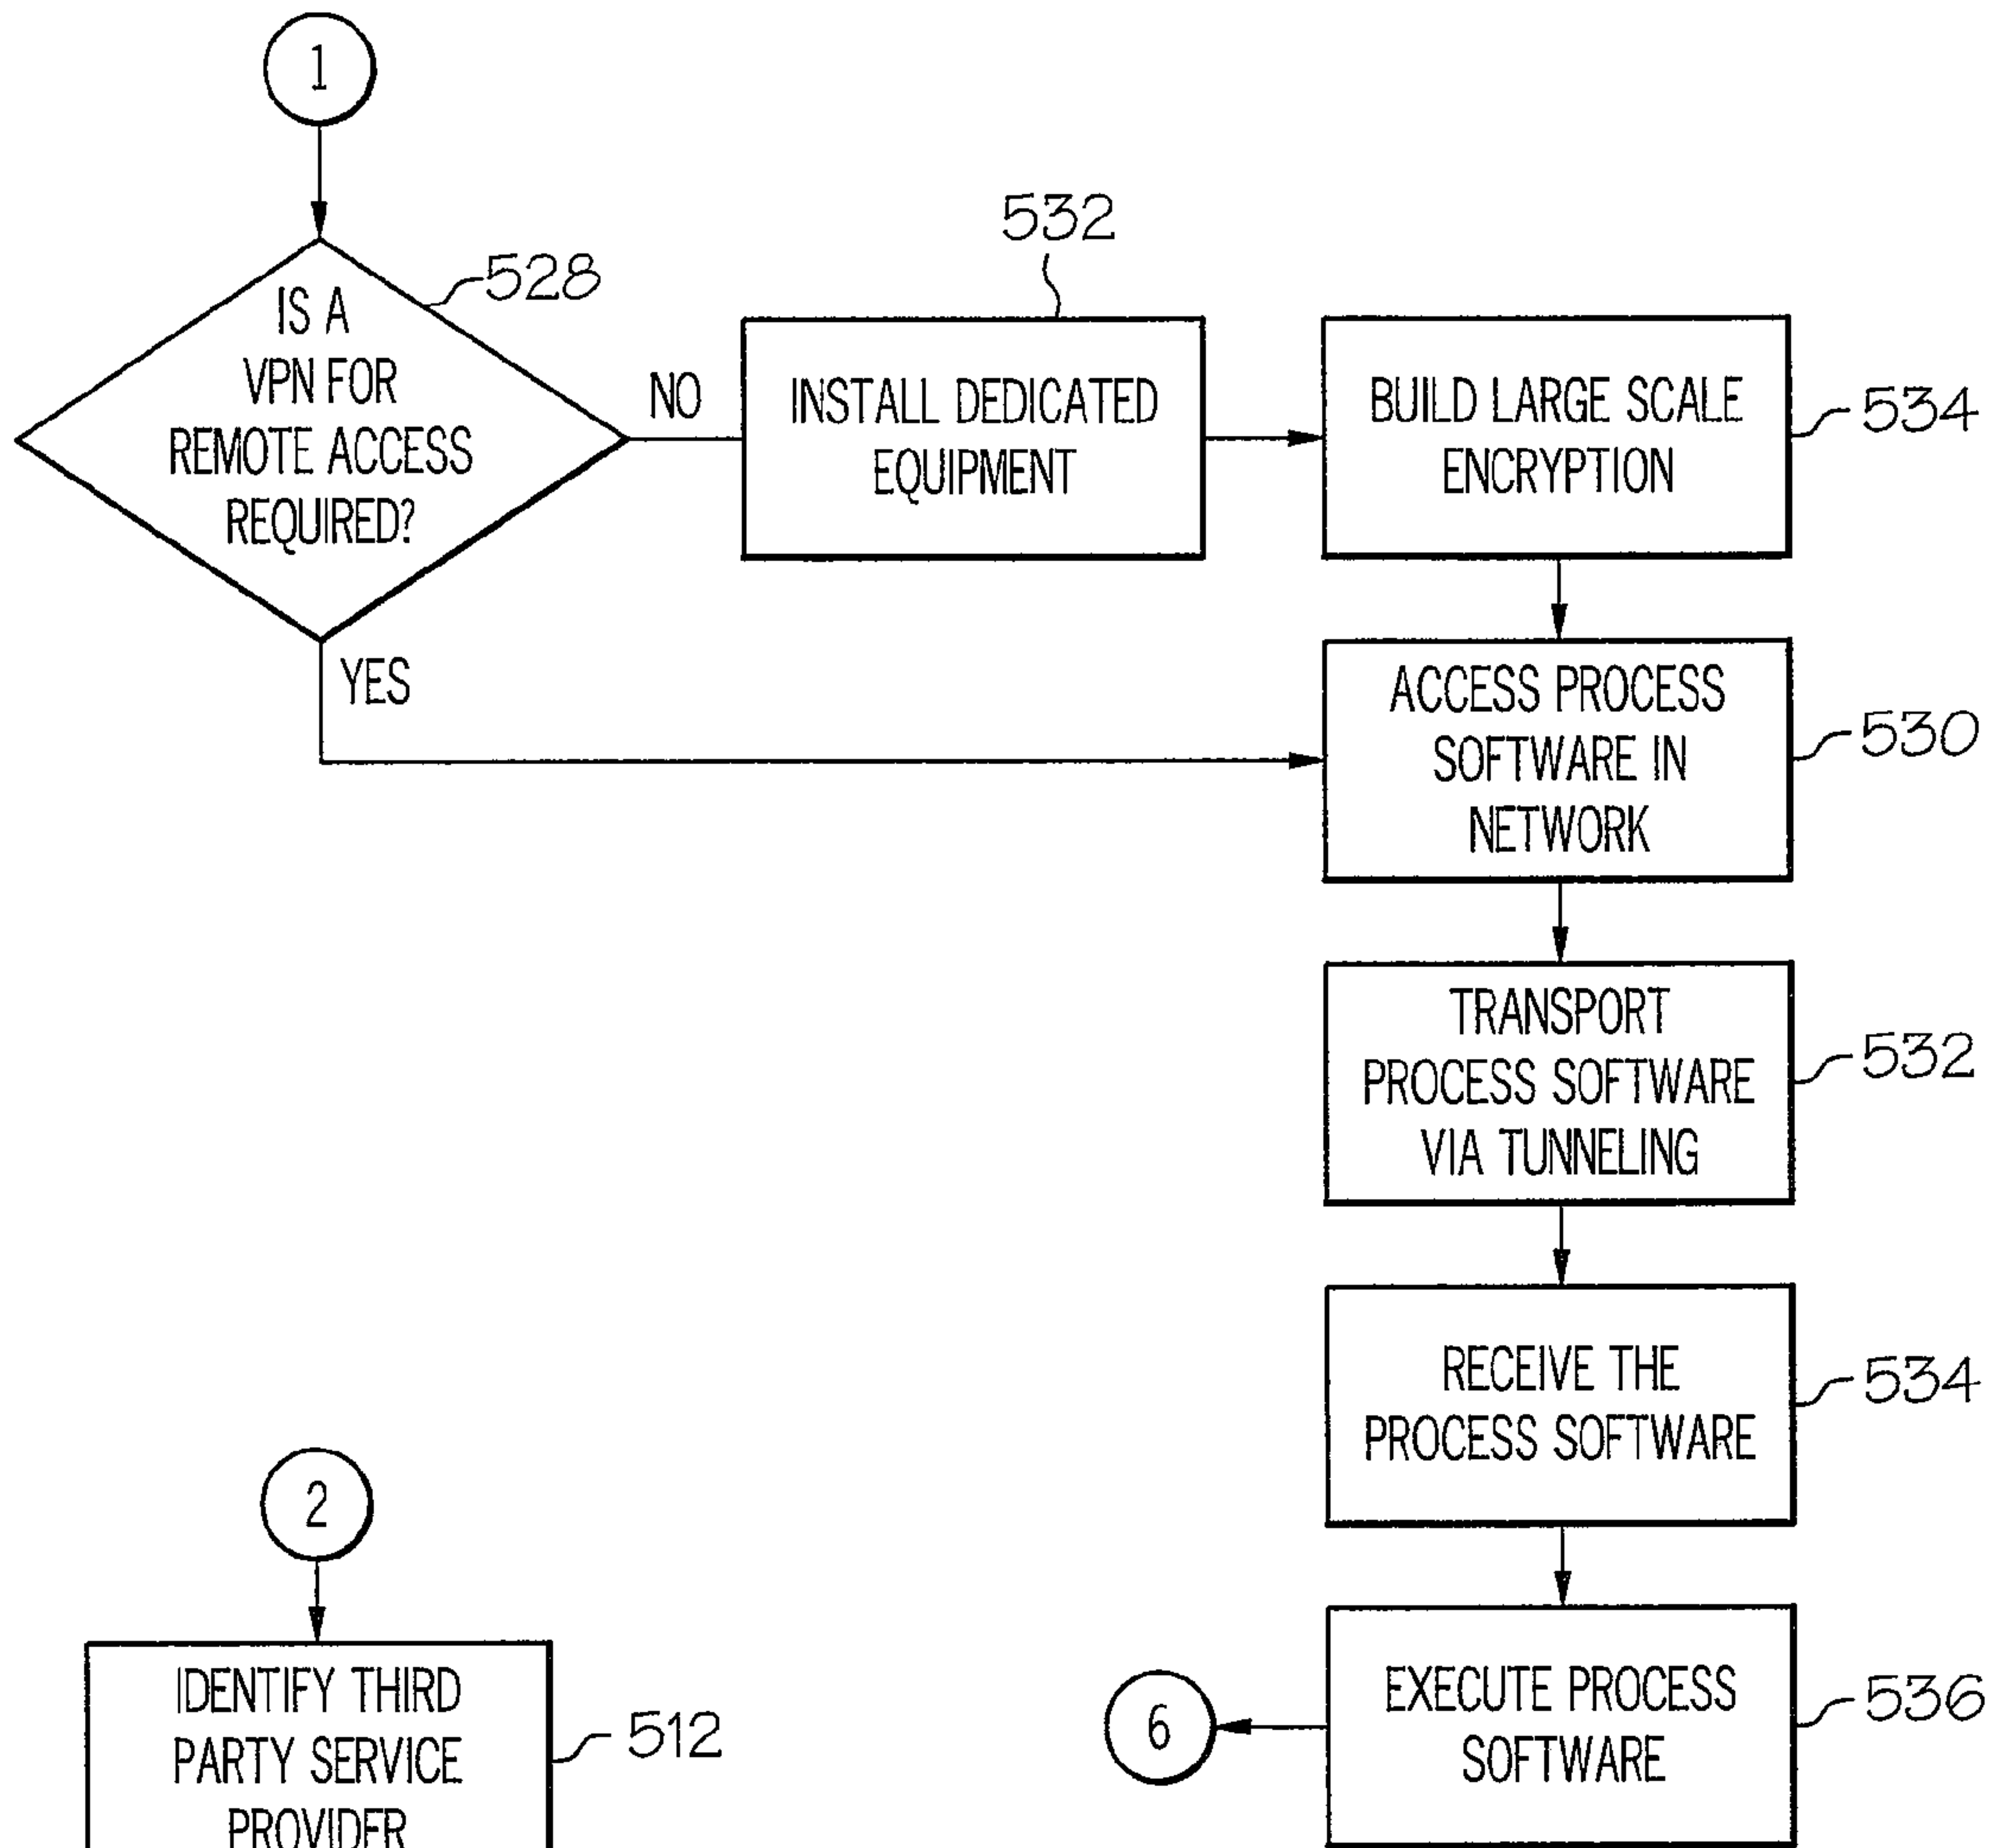 1
528
IS A
VPN FOR
REMOTE ACCESS
REQUIRED?
NO
YES
532
INSTALL DEDICATED
EQUIPMENT
BUILD LARGE SCALE
ENCRYPTION
534
ACCESS PROCESS
SOFTWARE IN
NETWORK
530
TRANSPORT
PROCESS SOFTWARE
VIA TUNNELING
532
RECEIVE THE
PROCESS SOFTWARE
534
EXECUTE PROCESS
SOFTWARE
536
6
2
IDENTIFY THIRD
PARTY SERVICE
PROVIDER
512